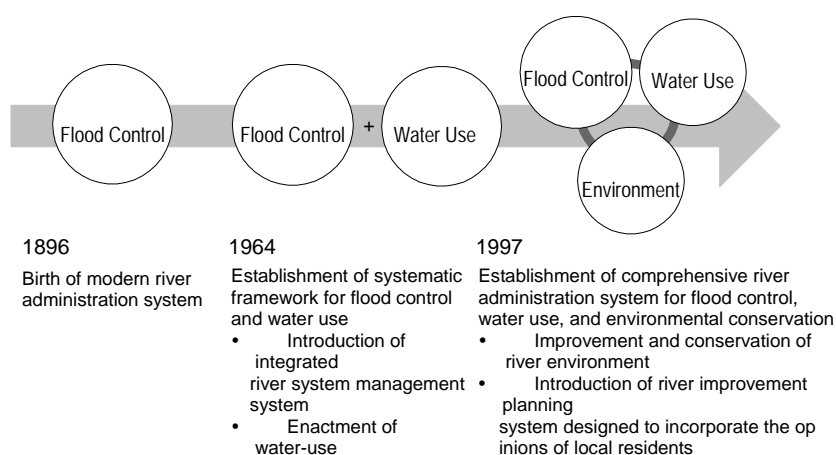 Flood Control
Flood Control + Water Use
Flood Control
Water Use
Environment
1896
Birth of modern river
administration system
1964
Establishment of systematic
framework for flood control
and water use
• Introduction of
integrated
river system management
system
• Enactment of
water-use
1997
Establishment of comprehensive river
administration system for flood control,
water use, and environmental conservation
• Improvement and conservation of
river environment
• Introduction of river improvement
planning
system designed to incorporate the op
inions of local residents